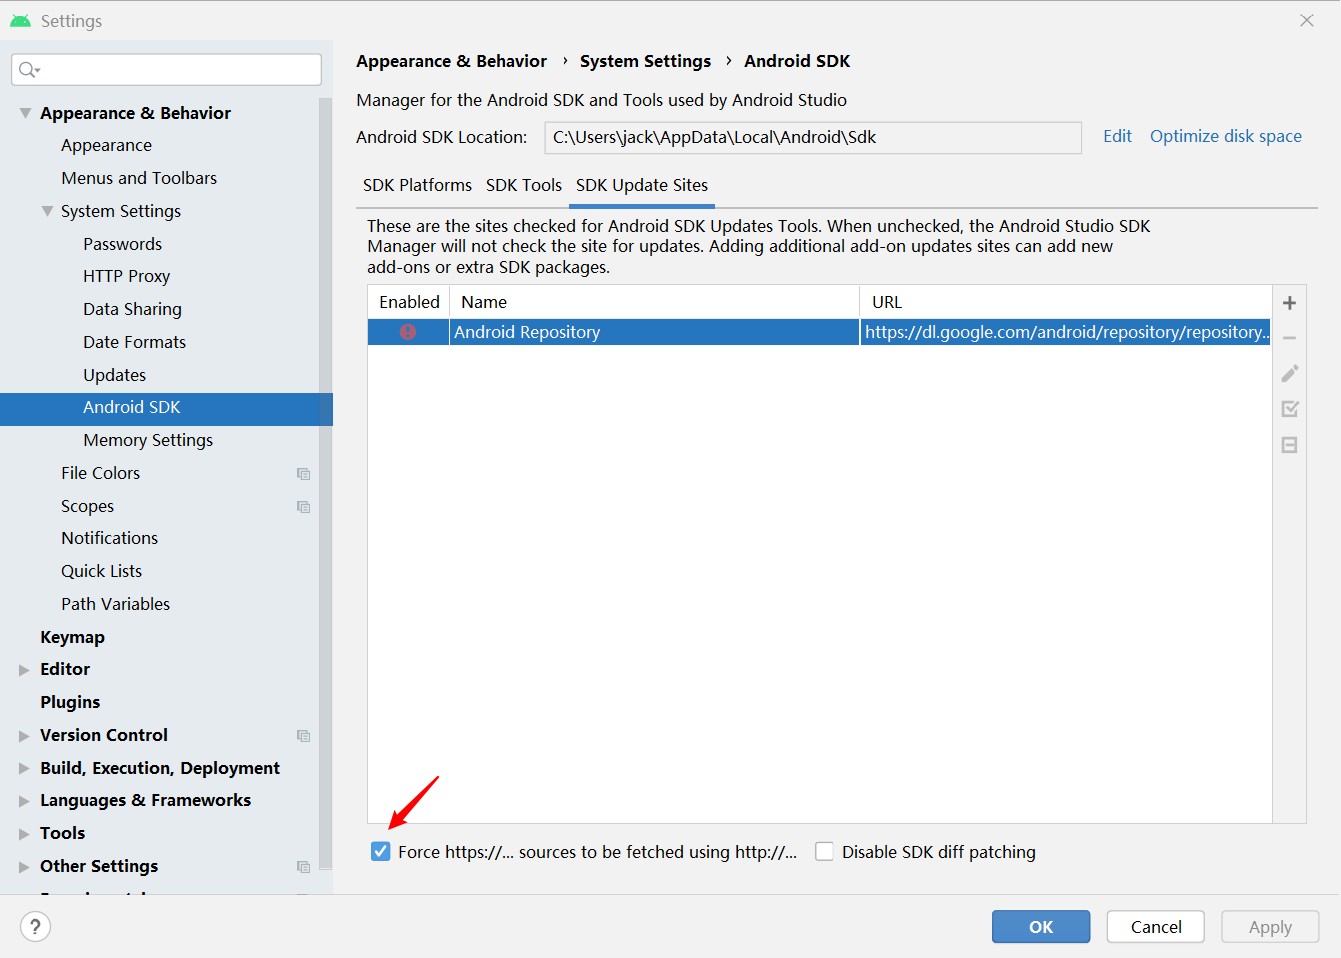 Settings
Appearance & Behavior › System Settings › Android SDK
Manager for the Android SDK and Tools used by Android Studio
Android SDK Location: C:\Users\jack\AppData\Local\Android\Sdk Edit Optimize disk space
SDK Platforms SDK Tools SDK Update Sites
These are the sites checked for Android SDK Updates Tools. When unchecked, the Android Studio SDK
Manager will not check the site for updates. Adding additional add-on updates sites can add new
add-ons or extra SDK packages.
Enabled Name URL
Android Repository https://dl.google.com/android/repository/repository...
Force https://... sources to be fetched using http://... Disable SDK diff patching
Appearance & Behavior
Appearance
Menus and Toolbars
System Settings
Passwords
HTTP Proxy
Data Sharing
Date Formats
Updates
Android SDK
Memory Settings
File Colors
Scopes
Notifications
Quick Lists
Path Variables
Keymap
Editor
Plugins
Version Control
Build, Execution, Deployment
Languages & Frameworks
Tools
Other Settings
? OK Cancel Apply